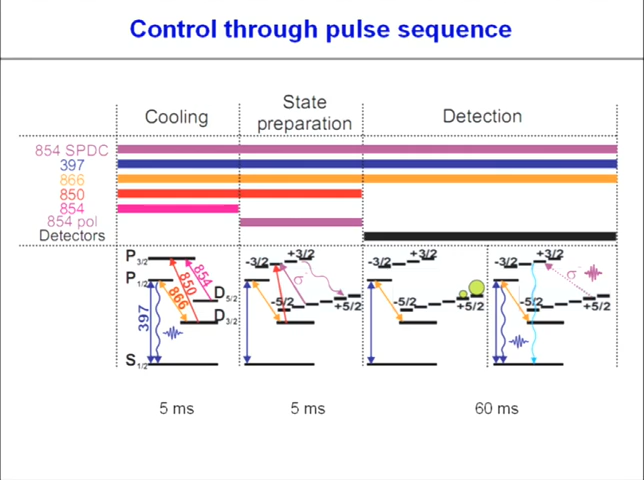 Control through pulse sequence
Cooling
State
preparation
Detection
854 SPDC
397
866
850
854
854 pol
Detectors
P3/2
P1/2
S1/2
D5/2
D3/2
397
866
850
854
-3/2
+3/2
σ
-5/2
+5/2
-3/2
+3/2
-5/2
+5/2
-3/2
+3/2
σ
-5/2
+5/2
5 ms
5 ms
60 ms